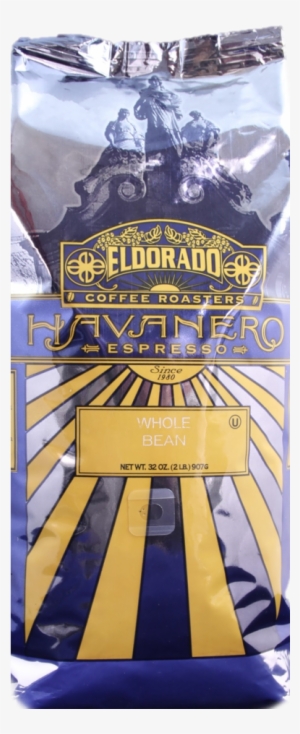 ELDORADO
COFFEE ROASTERS
HAVANERO
ESPRESSO
Since
1940
WHOLE
BEAN
U
NET WT. 32 OZ. (2 LB.) 907G